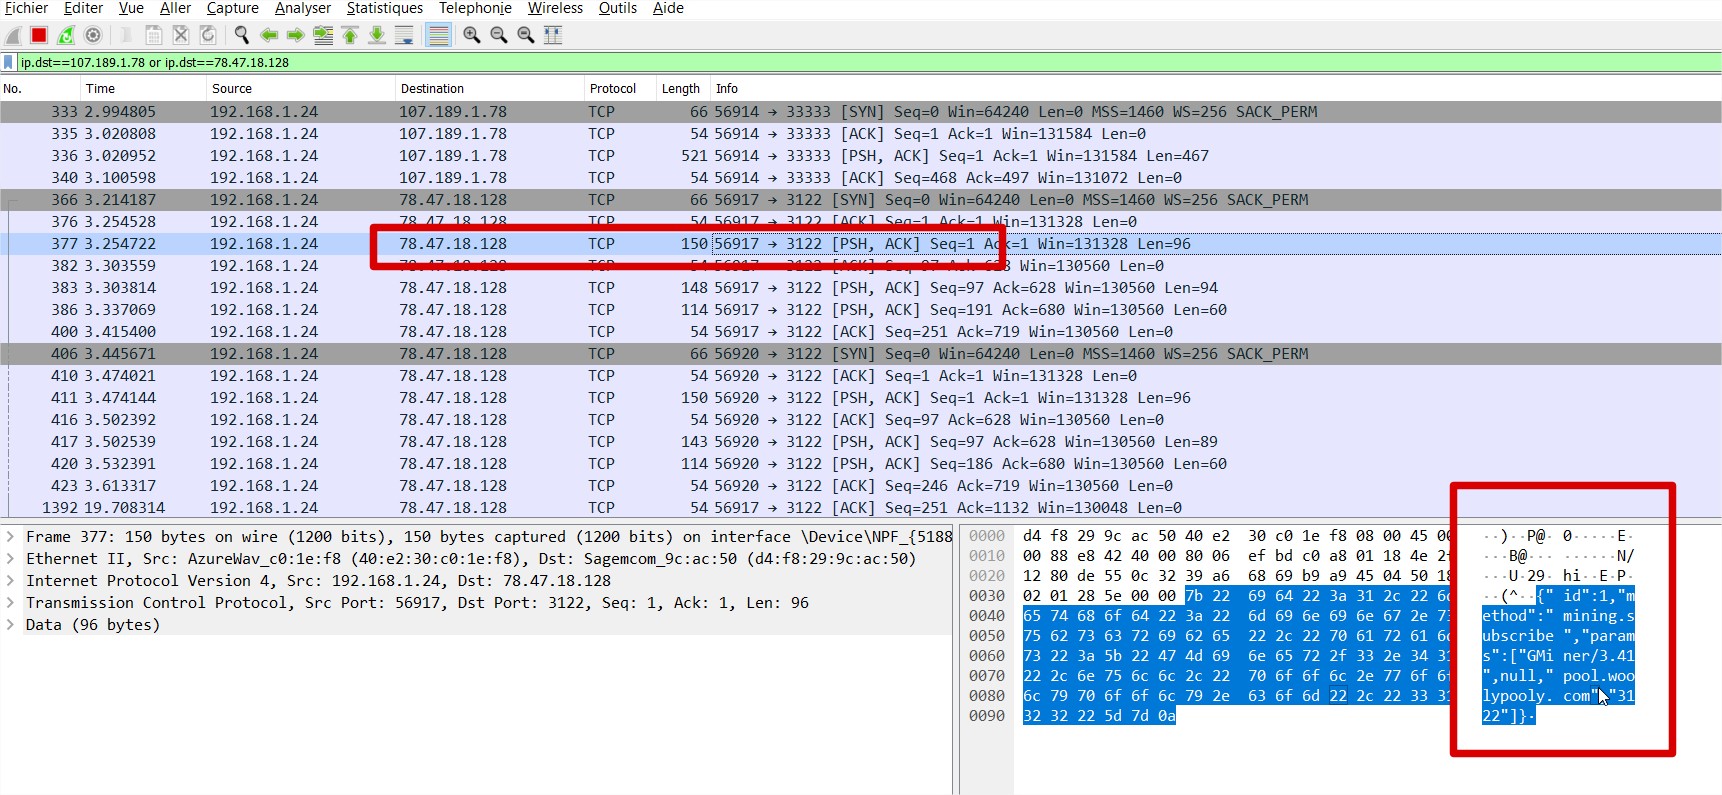 Fichier Editer Vue Aller Capture Analyser Statistiques Telephonie Wireless Outils Aide
ip.dst==107.189.1.78 or ip.dst==78.47.18.128
No. Time Source Destination Protocol Length Info
333 2.994805 192.168.1.24 107.189.1.78 TCP 66 56914 → 33333 [SYN] Seq=0 Win=64240 Len=0 MSS=1460 WS=256 SACK_PERM
335 3.020808 192.168.1.24 107.189.1.78 TCP 54 56914 → 33333 [ACK] Seq=1 Ack=1 Win=131584 Len=0
336 3.020952 192.168.1.24 107.189.1.78 TCP 521 56914 → 33333 [PSH, ACK] Seq=1 Ack=1 Win=131584 Len=467
340 3.100598 192.168.1.24 107.189.1.78 TCP 54 56914 → 33333 [ACK] Seq=468 Ack=497 Win=131072 Len=0
366 3.214187 192.168.1.24 78.47.18.128 TCP 66 56917 → 3122 [SYN] Seq=0 Win=64240 Len=0 MSS=1460 WS=256 SACK_PERM
376 3.254528 192.168.1.24 78.47.18.128 TCP 54 56917 → 3122 [ACK] Seq=1 Ack=1 Win=131328 Len=0
377 3.254722 192.168.1.24 78.47.18.128 TCP 150 56917 → 3122 [PSH, ACK] Seq=1 Ack=1 Win=131328 Len=96
382 3.303559 192.168.1.24 78.47.18.128 TCP 54 56917 → 3122 [ACK] Seq=97 Ack=628 Win=130560 Len=0
383 3.303814 192.168.1.24 78.47.18.128 TCP 148 56917 → 3122 [PSH, ACK] Seq=97 Ack=628 Win=130560 Len=94
386 3.337069 192.168.1.24 78.47.18.128 TCP 114 56917 → 3122 [PSH, ACK] Seq=191 Ack=680 Win=130560 Len=60
400 3.415400 192.168.1.24 78.47.18.128 TCP 54 56917 → 3122 [ACK] Seq=251 Ack=719 Win=130560 Len=0
406 3.445671 192.168.1.24 78.47.18.128 TCP 66 56920 → 3122 [SYN] Seq=0 Win=64240 Len=0 MSS=1460 WS=256 SACK_PERM
410 3.474021 192.168.1.24 78.47.18.128 TCP 54 56920 → 3122 [ACK] Seq=1 Ack=1 Win=131328 Len=0
411 3.474144 192.168.1.24 78.47.18.128 TCP 150 56920 → 3122 [PSH, ACK] Seq=1 Ack=1 Win=131328 Len=96
416 3.502392 192.168.1.24 78.47.18.128 TCP 54 56920 → 3122 [ACK] Seq=97 Ack=628 Win=130560 Len=0
417 3.502539 192.168.1.24 78.47.18.128 TCP 143 56920 → 3122 [PSH, ACK] Seq=97 Ack=628 Win=130560 Len=89
420 3.532391 192.168.1.24 78.47.18.128 TCP 114 56920 → 3122 [PSH, ACK] Seq=186 Ack=680 Win=130560 Len=60
423 3.613317 192.168.1.24 78.47.18.128 TCP 54 56920 → 3122 [ACK] Seq=246 Ack=719 Win=130560 Len=0
1392 19.708314 192.168.1.24 78.47.18.128 TCP 54 56917 → 3122 [ACK] Seq=251 Ack=1132 Win=130048 Len=0
Frame 377: 150 bytes on wire (1200 bits), 150 bytes captured (1200 bits) on interface \Device\NPF_{5188
Ethernet II, Src: AzureWav_c0:1e:f8 (40:e2:30:c0:1e:f8), Dst: Sagemcom_9c:ac:50 (d4:f8:29:9c:ac:50)
Internet Protocol Version 4, Src: 192.168.1.24, Dst: 78.47.18.128
Transmission Control Protocol, Src Port: 56917, Dst Port: 3122, Seq: 1, Ack: 1, Len: 96
Data (96 bytes)
0000 d4 f8 29 9c ac 50 40 e2 30 c0 1e f8 08 00 45 00 ··)··P@· 0·····E·
0010 00 88 e8 42 40 00 80 06 ef bd c0 a8 01 18 4e 2f ···B@··· ······N/
0020 12 80 de 55 0c 32 39 a6 68 69 b9 a9 45 04 50 18 ···U·29· hi··E·P·
0030 02 01 28 5e 00 00 7b 22 69 64 22 3a 31 2c 22 6d ··(^··{" id":1,"m
0040 65 74 68 6f 64 22 3a 22 6d 69 6e 69 6e 67 2e 73 ethod":" mining.s
0050 75 62 73 63 72 69 62 65 22 2c 22 70 61 72 61 6d ubscribe ","param
0060 73 22 3a 5b 22 47 4d 69 6e 65 72 2f 33 2e 34 31 s":["GMi ner/3.41
0070 22 2c 6e 75 6c 6c 2c 22 70 6f 6f 6c 2e 77 6f 6f ",null," pool.woo
0080 6c 79 70 6f 6f 6c 79 2e 63 6f 6d 22 2c 22 33 31 lypooly. com","31
0090 32 32 22 5d 7d 0a 22"]}·